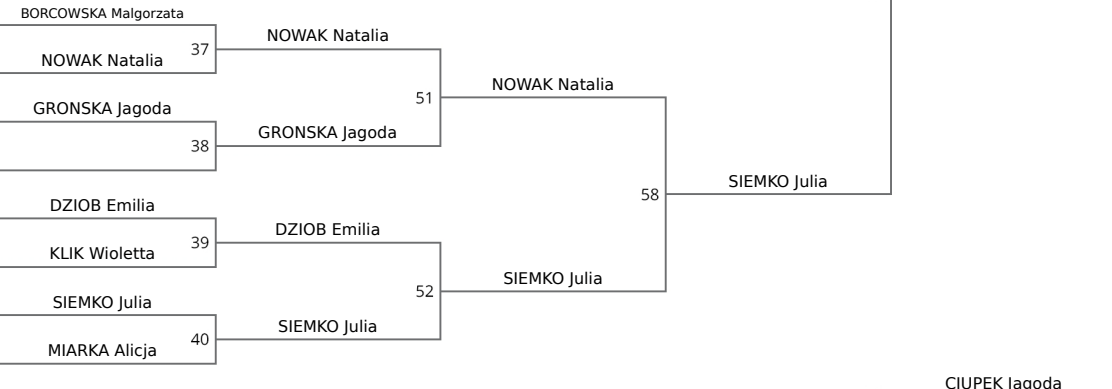 BORCOWSKA Malgorzata
37
NOWAK Natalia
NOWAK Natalia
GRONSKA Jagoda
38
51
GRONSKA Jagoda
NOWAK Natalia
DZIOB Emilia
39
KLIK Wioletta
DZIOB Emilia
SIEMKO Julia
40
MIARKA Alicja
52
SIEMKO Julia
SIEMKO Julia
58
SIEMKO Julia
CIUPEK Jagoda